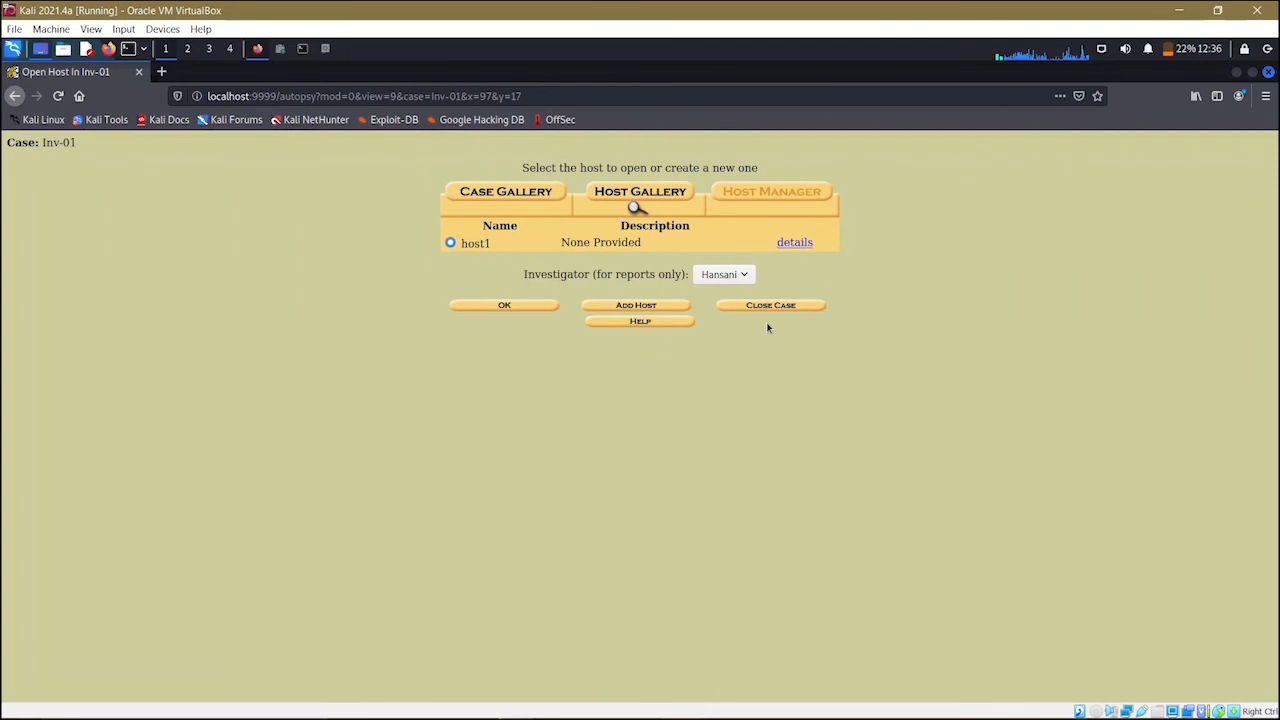 Kali 2021.4a [Running] - Oracle VM VirtualBox
File Machine View Input Devices Help
1 2 3 4 22% 12:36
Open Host In Inv-01
localhost:9999/autopsy?mod=0&view=9&case=Inv-01&x=97&y=17
Kali Linux Kali Tools Kali Docs Kali Forums Kali NetHunter Exploit-DB Google Hacking DB OffSec
Case: Inv-01
Select the host to open or create a new one
CASE GALLERY HOST GALLERY HOST MANAGER
Name Description
host1 None Provided details
Investigator (for reports only): Hansani
OK ADD HOST CLOSE CASE
HELP
Right Ctrl